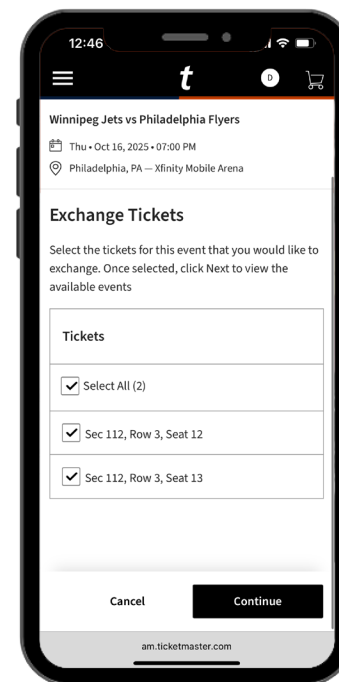 12:46
t
D
Winnipeg Jets vs Philadelphia Flyers
Thu • Oct 16, 2025 • 07:00 PM
Philadelphia, PA — Xfinity Mobile Arena
Exchange Tickets
Select the tickets for this event that you would like to
exchange. Once selected, click Next to view the
available events
Tickets
Select All (2)
Sec 112, Row 3, Seat 12
Sec 112, Row 3, Seat 13
Cancel
Continue
am.ticketmaster.com